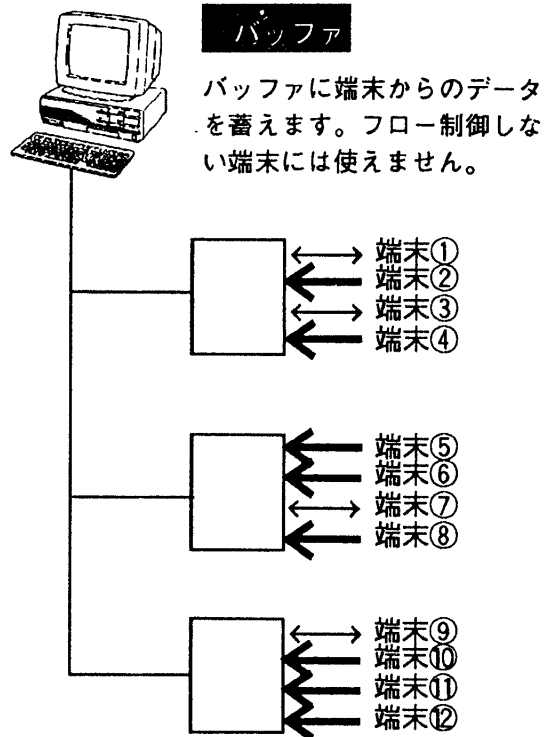 バッファ
バッファに端末からのデータ
を蓄えます。フロー制御しな
い端末には使えません。
端末①
端末②
端末③
端末④
端末⑤
端末⑥
端末⑦
端末⑧
端末⑨
端末⑩
端末⑪
端末⑫